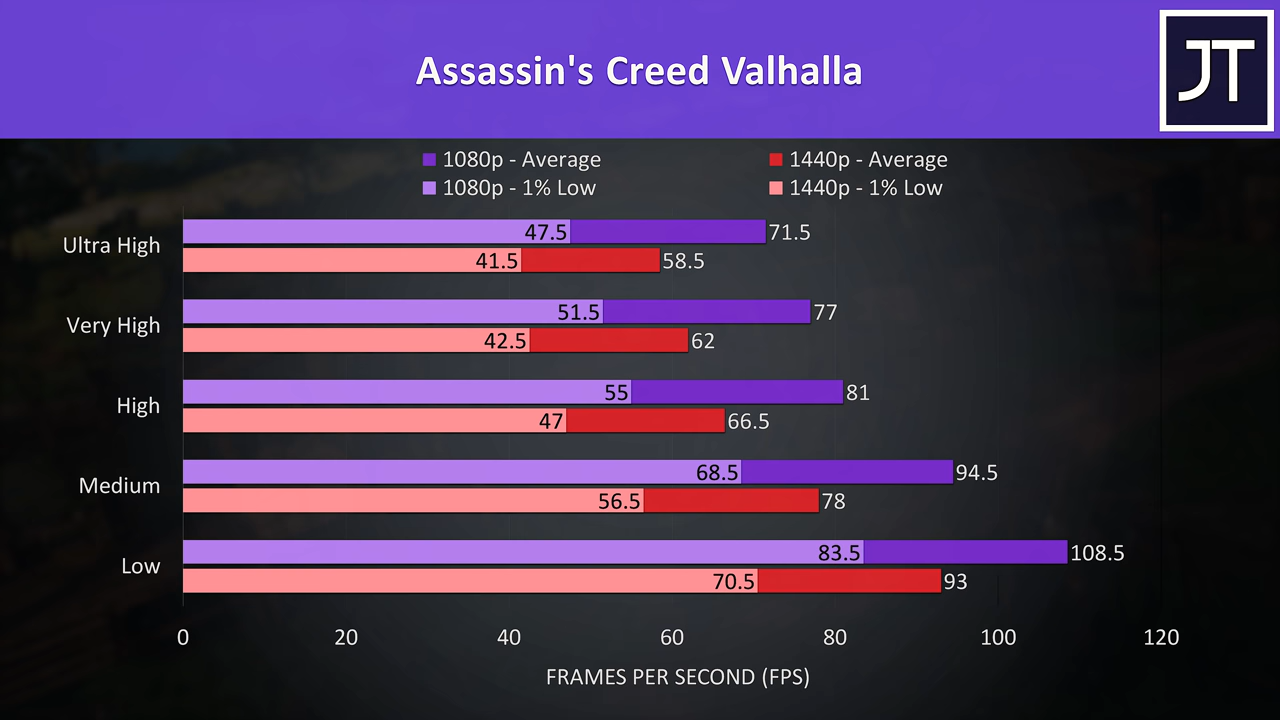 Assassin's Creed Valhalla
JT
1080p - Average
1440p - Average
1080p - 1% Low
1440p - 1% Low
Ultra High
47.5
71.5
41.5
58.5
Very High
51.5
77
42.5
62
High
55
81
47
66.5
Medium
68.5
94.5
56.5
78
Low
83.5
108.5
70.5
93
0 20 40 60 80 100 120
FRAMES PER SECOND (FPS)